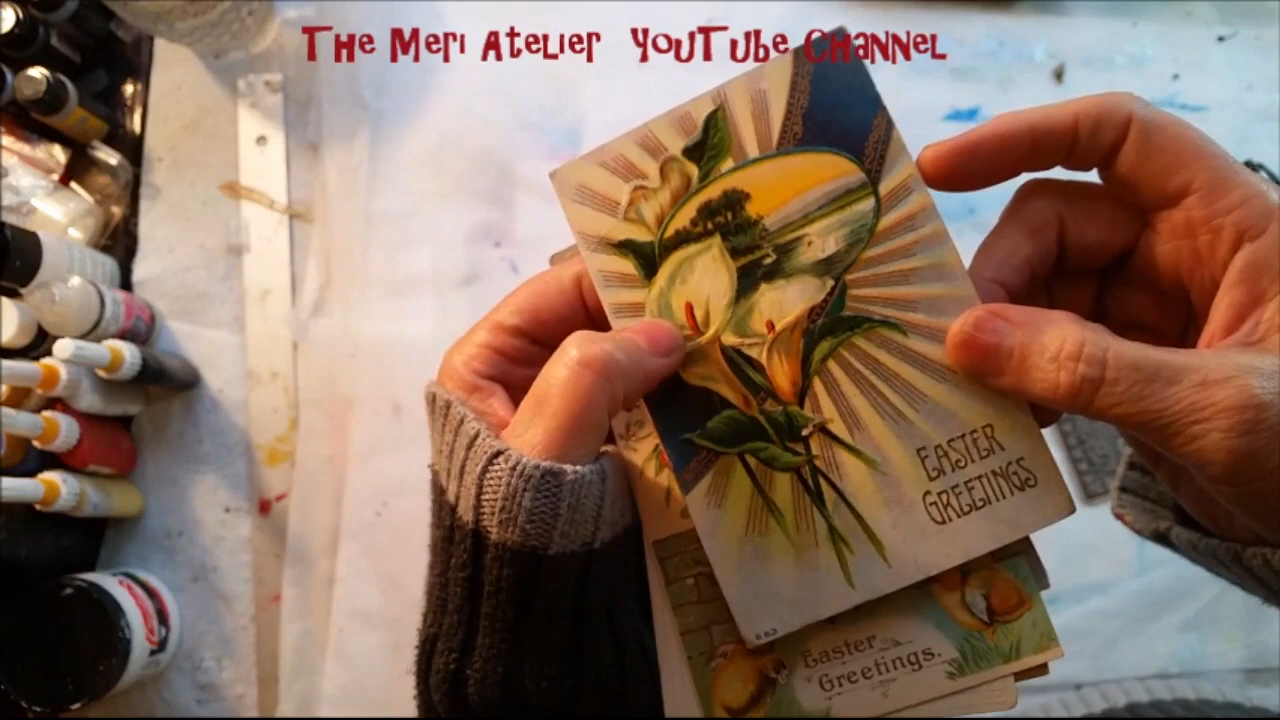 The Meri Atelier YouTube Channel
EASTER
GREETINGS
Easter
Greetings.